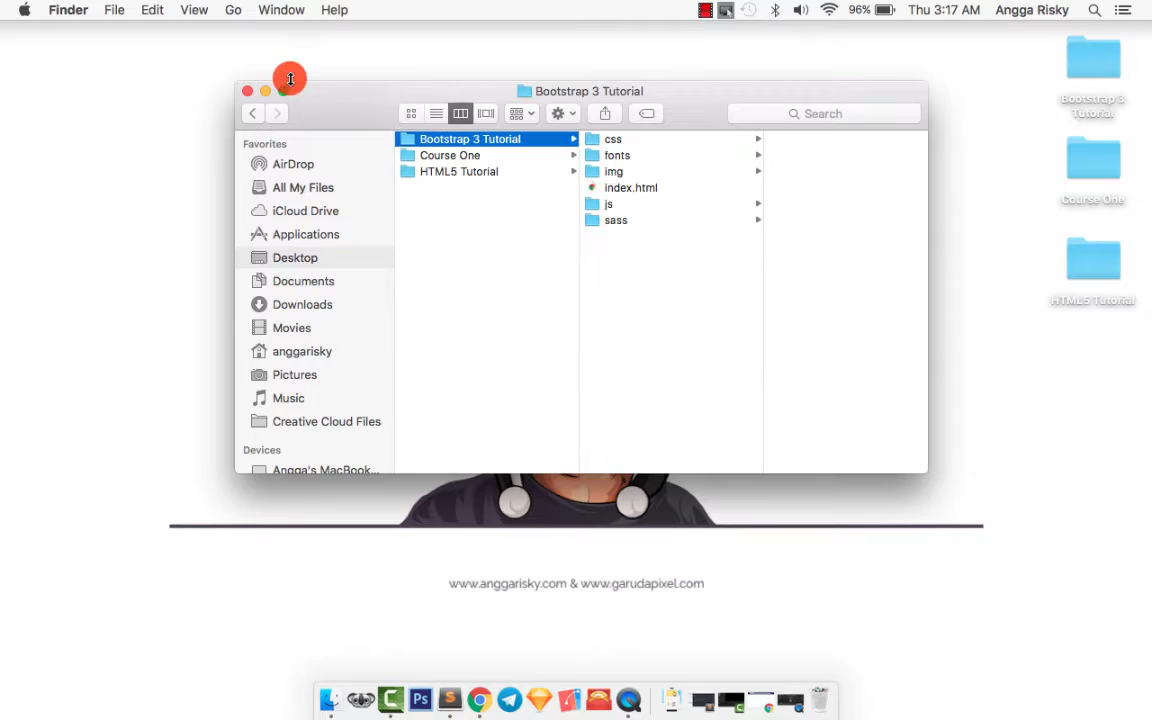 Finder File Edit View Go Window Help 96% Thu 3:17 AM Angga Risky
Bootstrap 3 Tutorial
Search
Favorites
AirDrop
All My Files
iCloud Drive
Applications
Desktop
Documents
Downloads
Movies
anggarisky
Pictures
Music
Creative Cloud Files
Devices
Angga's MacBook...
Bootstrap 3 Tutorial
Course One
HTML5 Tutorial
css
fonts
img
index.html
js
sass
Bootstrap 3
Tutorial
Course One
HTML5 Tutorial
www.anggarisky.com & www.garudapixel.com
Ps